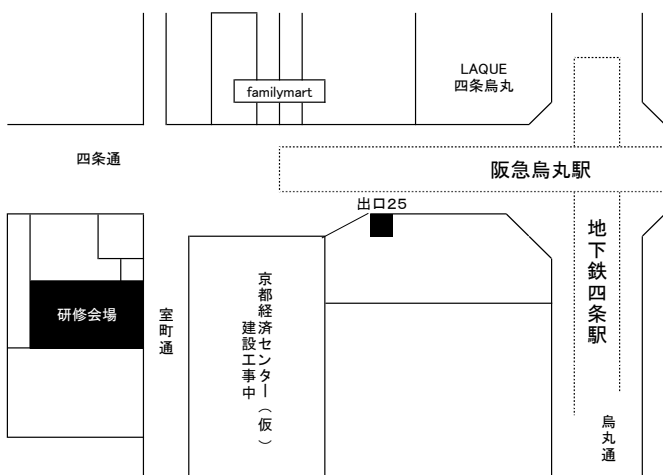 LAQUE
四条烏丸
familymart
四条通
阪急烏丸駅
出口25
地下鉄四条駅
研修会場
室町通
京都経済センター（仮）
建設工事中
烏丸通